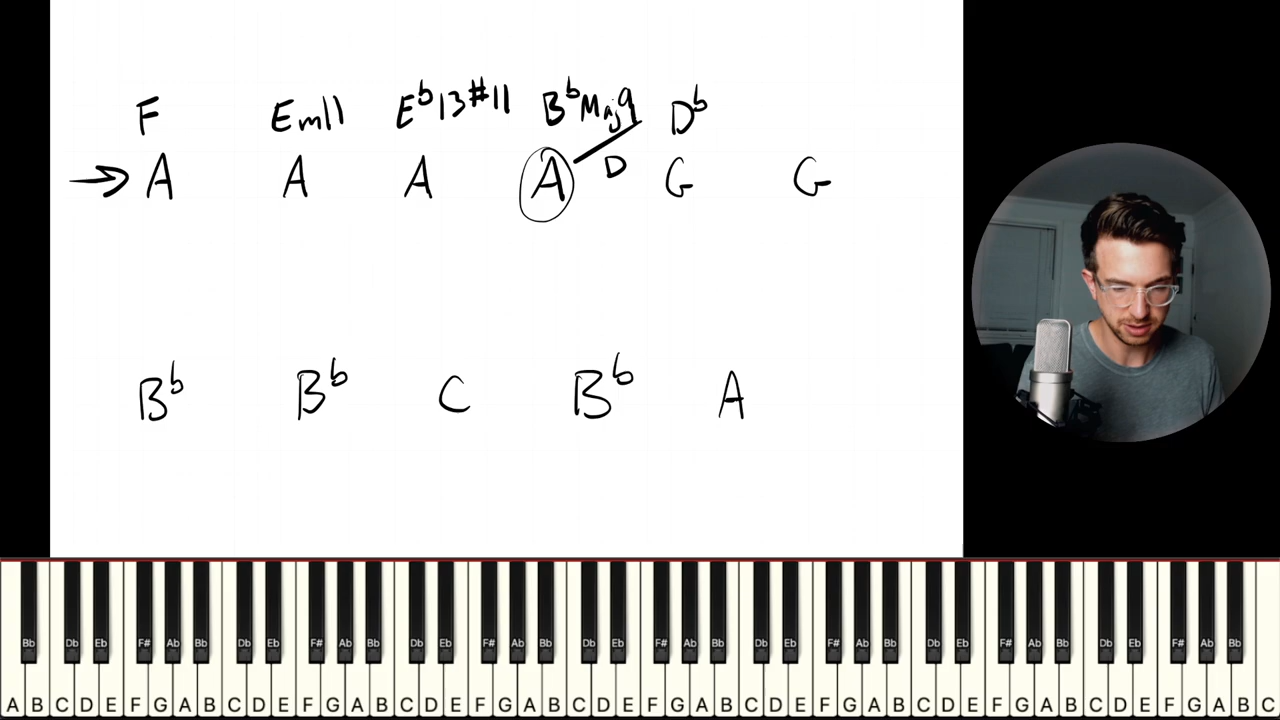 F Em11 E♭13#11 B♭Maj9 D♭
→ A A A A D G G
B♭ B♭ C B♭ A
Bb Db Eb F# Ab Bb Db Eb F# Ab Bb Db Eb F# Ab Bb Db Eb F# Ab Bb Db Eb F# Ab Bb Db Eb F# Ab Bb Db Eb F# Ab Bb
A B C D E F G A B C D E F G A B C D E F G A B C D E F G A B C D E F G A B C D E F G A B C D E F G A B C